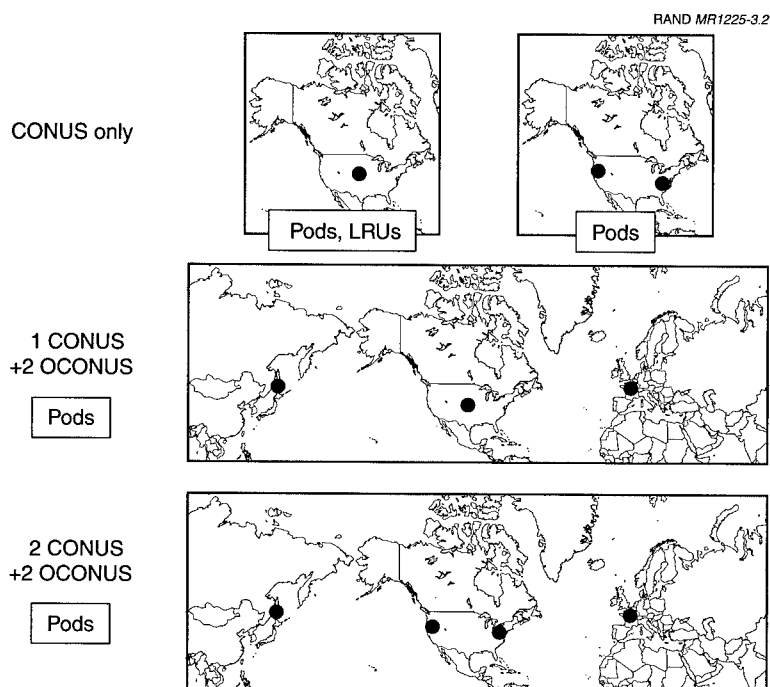 RAND MR1225-3.2
CONUS only
Pods, LRUs
Pods
1 CONUS
+2 OCONUS
Pods
2 CONUS
+2 OCONUS
Pods